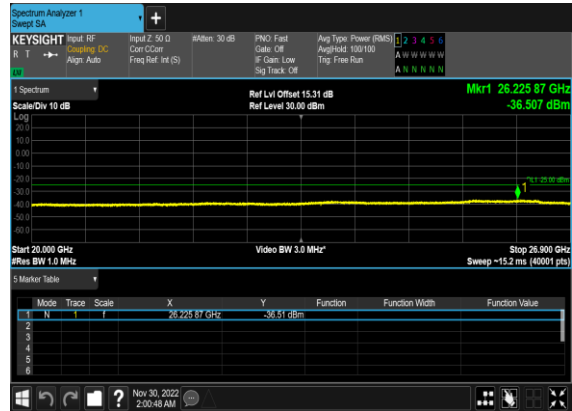 Spectrum Analyzer 1
Swept SA
KEYSIGHT Input: RF Input Z: 50 Ω #Atten: 30 dB PNO: Fast Avg Type: Power (RMS) 1 2 3 4 5 6
R T Coupling: DC Corr CCorr Gate: Off Avg|Hold: 100/100 A W W W W W
Align: Auto Freq Ref: Int (S) IF Gain: Low Trig: Free Run
Sig Track: Off A N N N N N
1 Spectrum Ref Lvl Offset 15.31 dB Mkr1 26.225 87 GHz
Scale/Div 10 dB Ref Level 30.00 dBm -36.507 dBm
Log
20.0
10.0
0.00
-10.0
-20.0
DL1 -25.00 dBm
-30.0
1
-40.0
-50.0
-60.0
Start 20.000 GHz Video BW 3.0 MHz* Stop 26.900 GHz
#Res BW 1.0 MHz Sweep ~15.2 ms (40001 pts)
5 Marker Table
Mode Trace Scale X Y Function Function Width Function Value
1 N 1 f 26.225 87 GHz -36.51 dBm
2
3
4
5
6
? Nov 30, 2022
2:00:48 AM